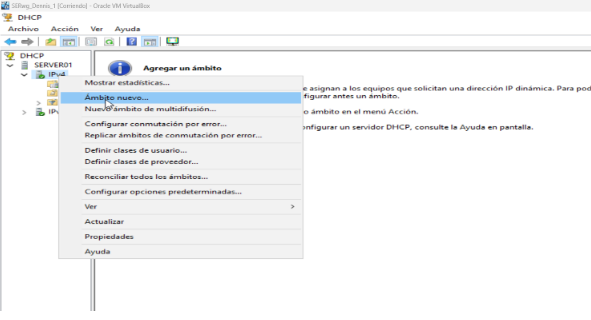 SERreg_Dennis_1 [Corriendo] - Oracle VM VirtualBox
DHCP
Archivo Acción Ver Ayuda
DHCP
SERVER01
IPv4
Agregar un ámbito
Mostrar estadísticas...
e asignan a los equipos que solicitan una dirección IP dinámica. Para pod
Ámbito nuevo...
figurar antes un ámbito.
Nuevo ámbito de multidifusión...
o ámbito en el menú Acción.
Configurar conmutación por error...
onfigurar un servidor DHCP, consulte la Ayuda en pantalla.
Replicar ámbitos de conmutación por error...
Definir clases de usuario...
Definir clases de proveedor...
Reconciliar todos los ámbitos...
Configurar opciones predeterminadas...
Ver
Actualizar
Propiedades
Ayuda